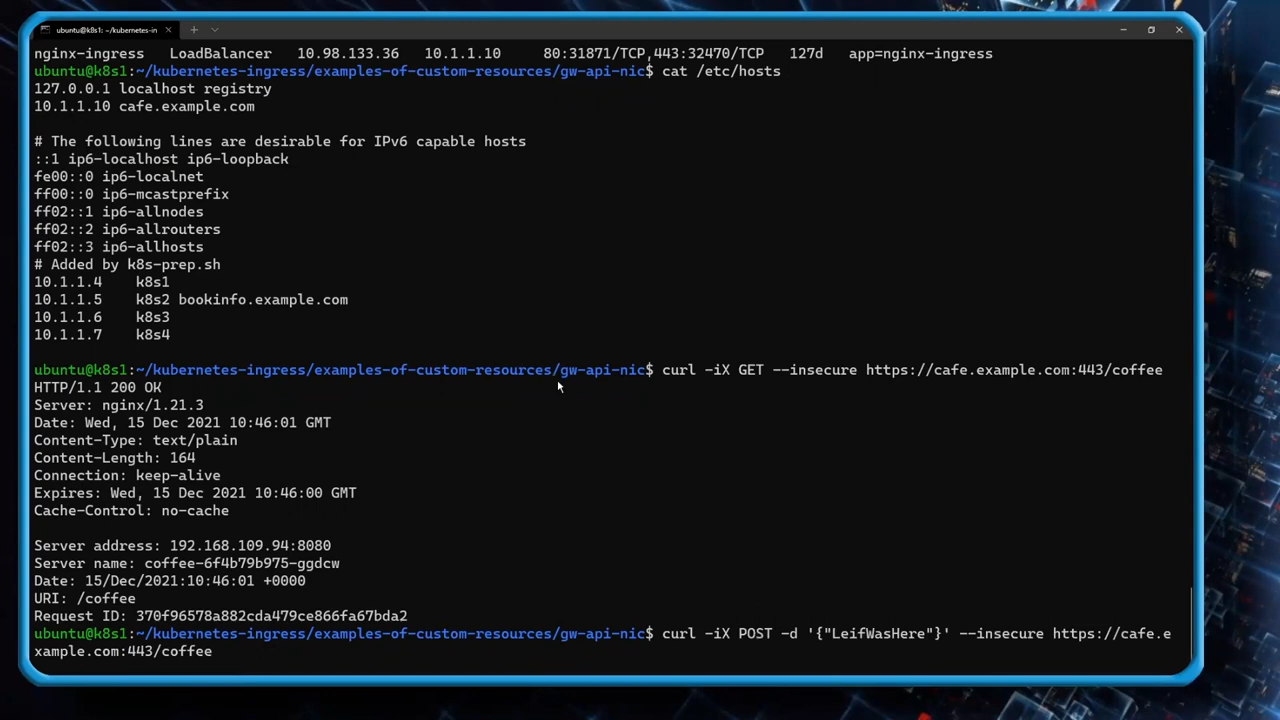 ubuntu@k8s1: ~/kubernetes-in
nginx-ingress   LoadBalancer   10.98.133.36   10.1.1.10     80:31871/TCP,443:32470/TCP   127d   app=nginx-ingress
ubuntu@k8s1:~/kubernetes-ingress/examples-of-custom-resources/gw-api-nic$ cat /etc/hosts
127.0.0.1 localhost registry
10.1.1.10 cafe.example.com
# The following lines are desirable for IPv6 capable hosts
::1 ip6-localhost ip6-loopback
fe00::0 ip6-localnet
ff00::0 ip6-mcastprefix
ff02::1 ip6-allnodes
ff02::2 ip6-allrouters
ff02::3 ip6-allhosts
# Added by k8s-prep.sh
10.1.1.4    k8s1
10.1.1.5    k8s2 bookinfo.example.com
10.1.1.6    k8s3
10.1.1.7    k8s4
ubuntu@k8s1:~/kubernetes-ingress/examples-of-custom-resources/gw-api-nic$ curl -iX GET --insecure https://cafe.example.com:443/coffee
HTTP/1.1 200 OK
Server: nginx/1.21.3
Date: Wed, 15 Dec 2021 10:46:01 GMT
Content-Type: text/plain
Content-Length: 164
Connection: keep-alive
Expires: Wed, 15 Dec 2021 10:46:00 GMT
Cache-Control: no-cache
Server address: 192.168.109.94:8080
Server name: coffee-6f4b79b975-ggdcw
Date: 15/Dec/2021:10:46:01 +0000
URI: /coffee
Request ID: 370f96578a882cda479ce866fa67bda2
ubuntu@k8s1:~/kubernetes-ingress/examples-of-custom-resources/gw-api-nic$ curl -iX POST -d '{"LeifWasHere"}' --insecure https://cafe.e
xample.com:443/coffee